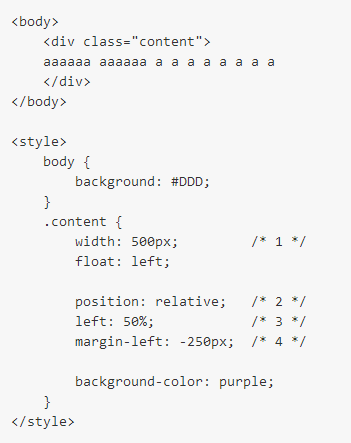 <body>
    <div class="content">
    aaaaaa aaaaaa a a a a a a a a
    </div>
</body>

<style>
    body {
        background: #DDD;
    }
    .content {
        width: 500px;         /* 1 */
        float: left;

        position: relative;   /* 2 */
        left: 50%;            /* 3 */
        margin-left: -250px;  /* 4 */

        background-color: purple;
    }
</style>